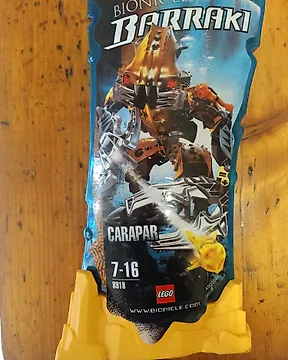 BIONICLE
BARRAKI
CARAPAR
7-16
8918
LEGO
WWW.BIONICLE.COM